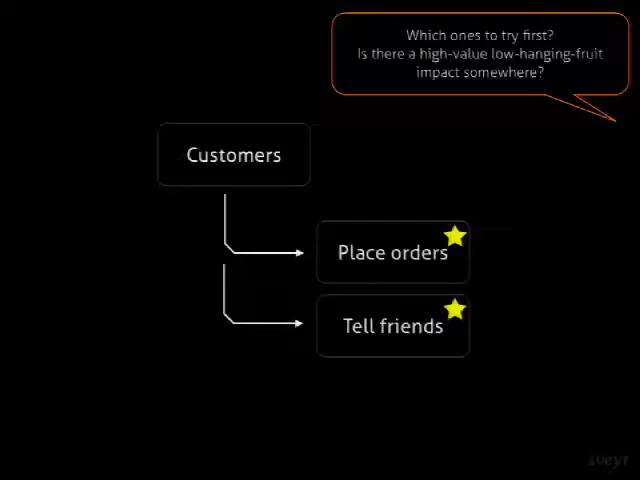 Which ones to try first?
Is there a high-value low-hanging-fruit
impact somewhere?
Customers
Place orders
Tell friends